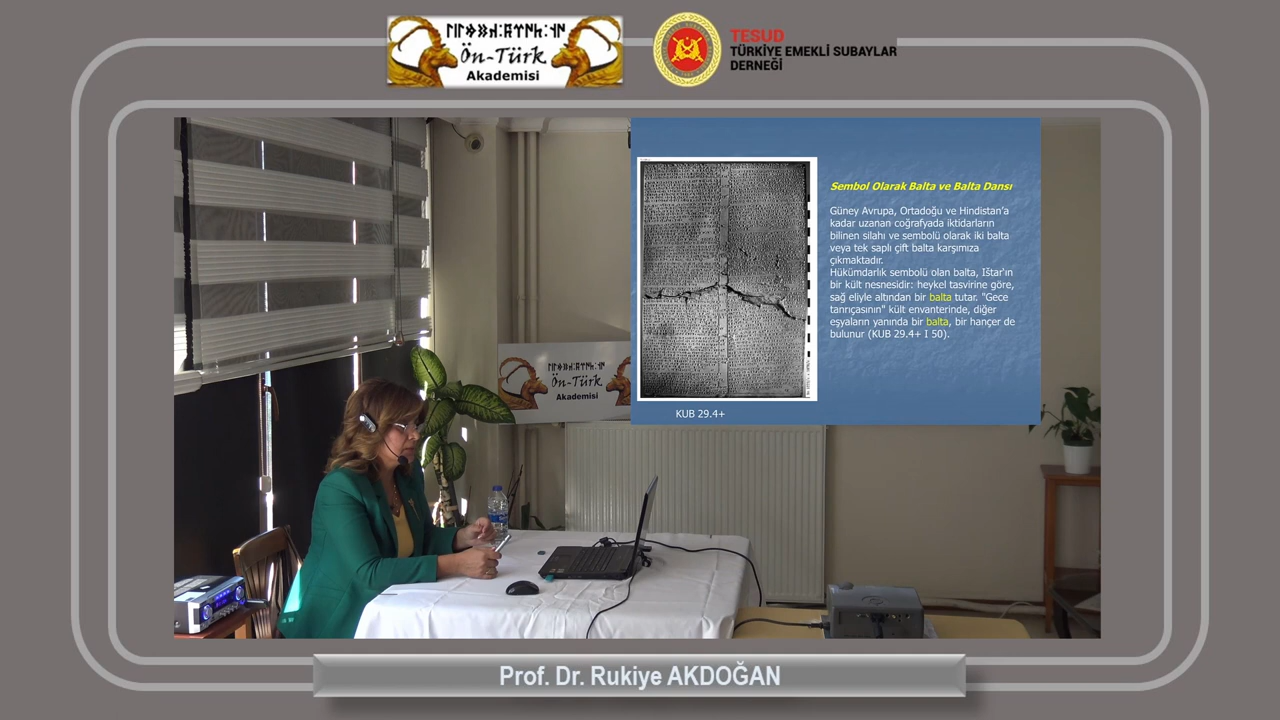 Ön-Türk
Akademisi
TESUD
TÜRKİYE EMEKLİ SUBAYLAR
DERNEĞİ
Sembol Olarak Balta ve Balta Dansı
Güney Avrupa, Ortadoğu ve Hindistan'a
kadar uzanan coğrafyada iktidarların
bilinen silahı ve sembolü olarak iki balta
veya tek saplı çift balta karşımıza
çıkmaktadır.
Hükümdarlık sembolü olan balta, Ištar'ın
bir kült nesnesidir: heykel tasvirine göre,
sağ eliyle altından bir balta tutar. "Gece
tanrıçasının" kült envanterinde, diğer
eşyaların yanında bir balta, bir hançer de
bulunur (KUB 29.4+ I 50).
KUB 29.4+
Ön-Türk
Akademisi
Prof. Dr. Rukiye AKDOĞAN